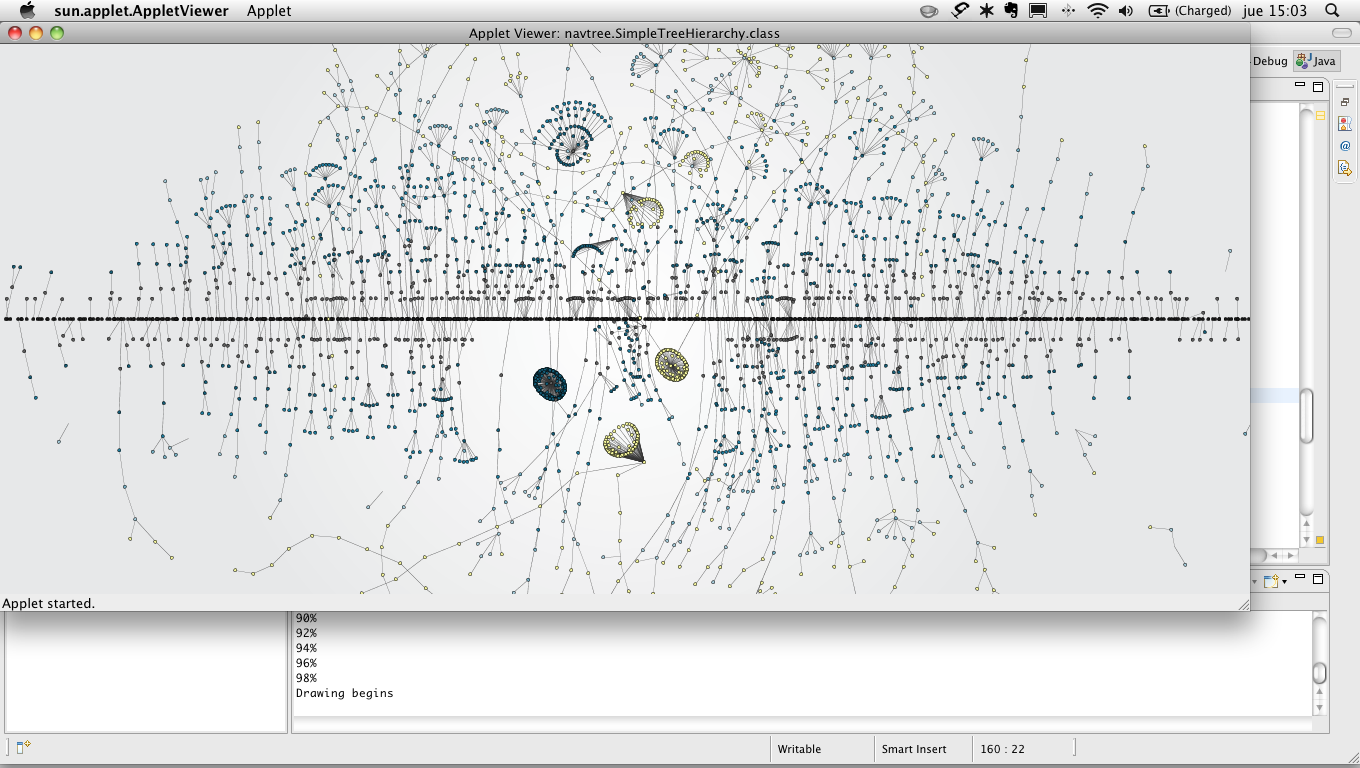 sun.applet.AppletViewer Applet (Charged) jue 15:03
Applet Viewer: navtree.SimpleTreeHierarchy.class
Debug Java
Applet started.
90%
92%
94%
96%
98%
Drawing begins
Writable Smart Insert 160 : 22